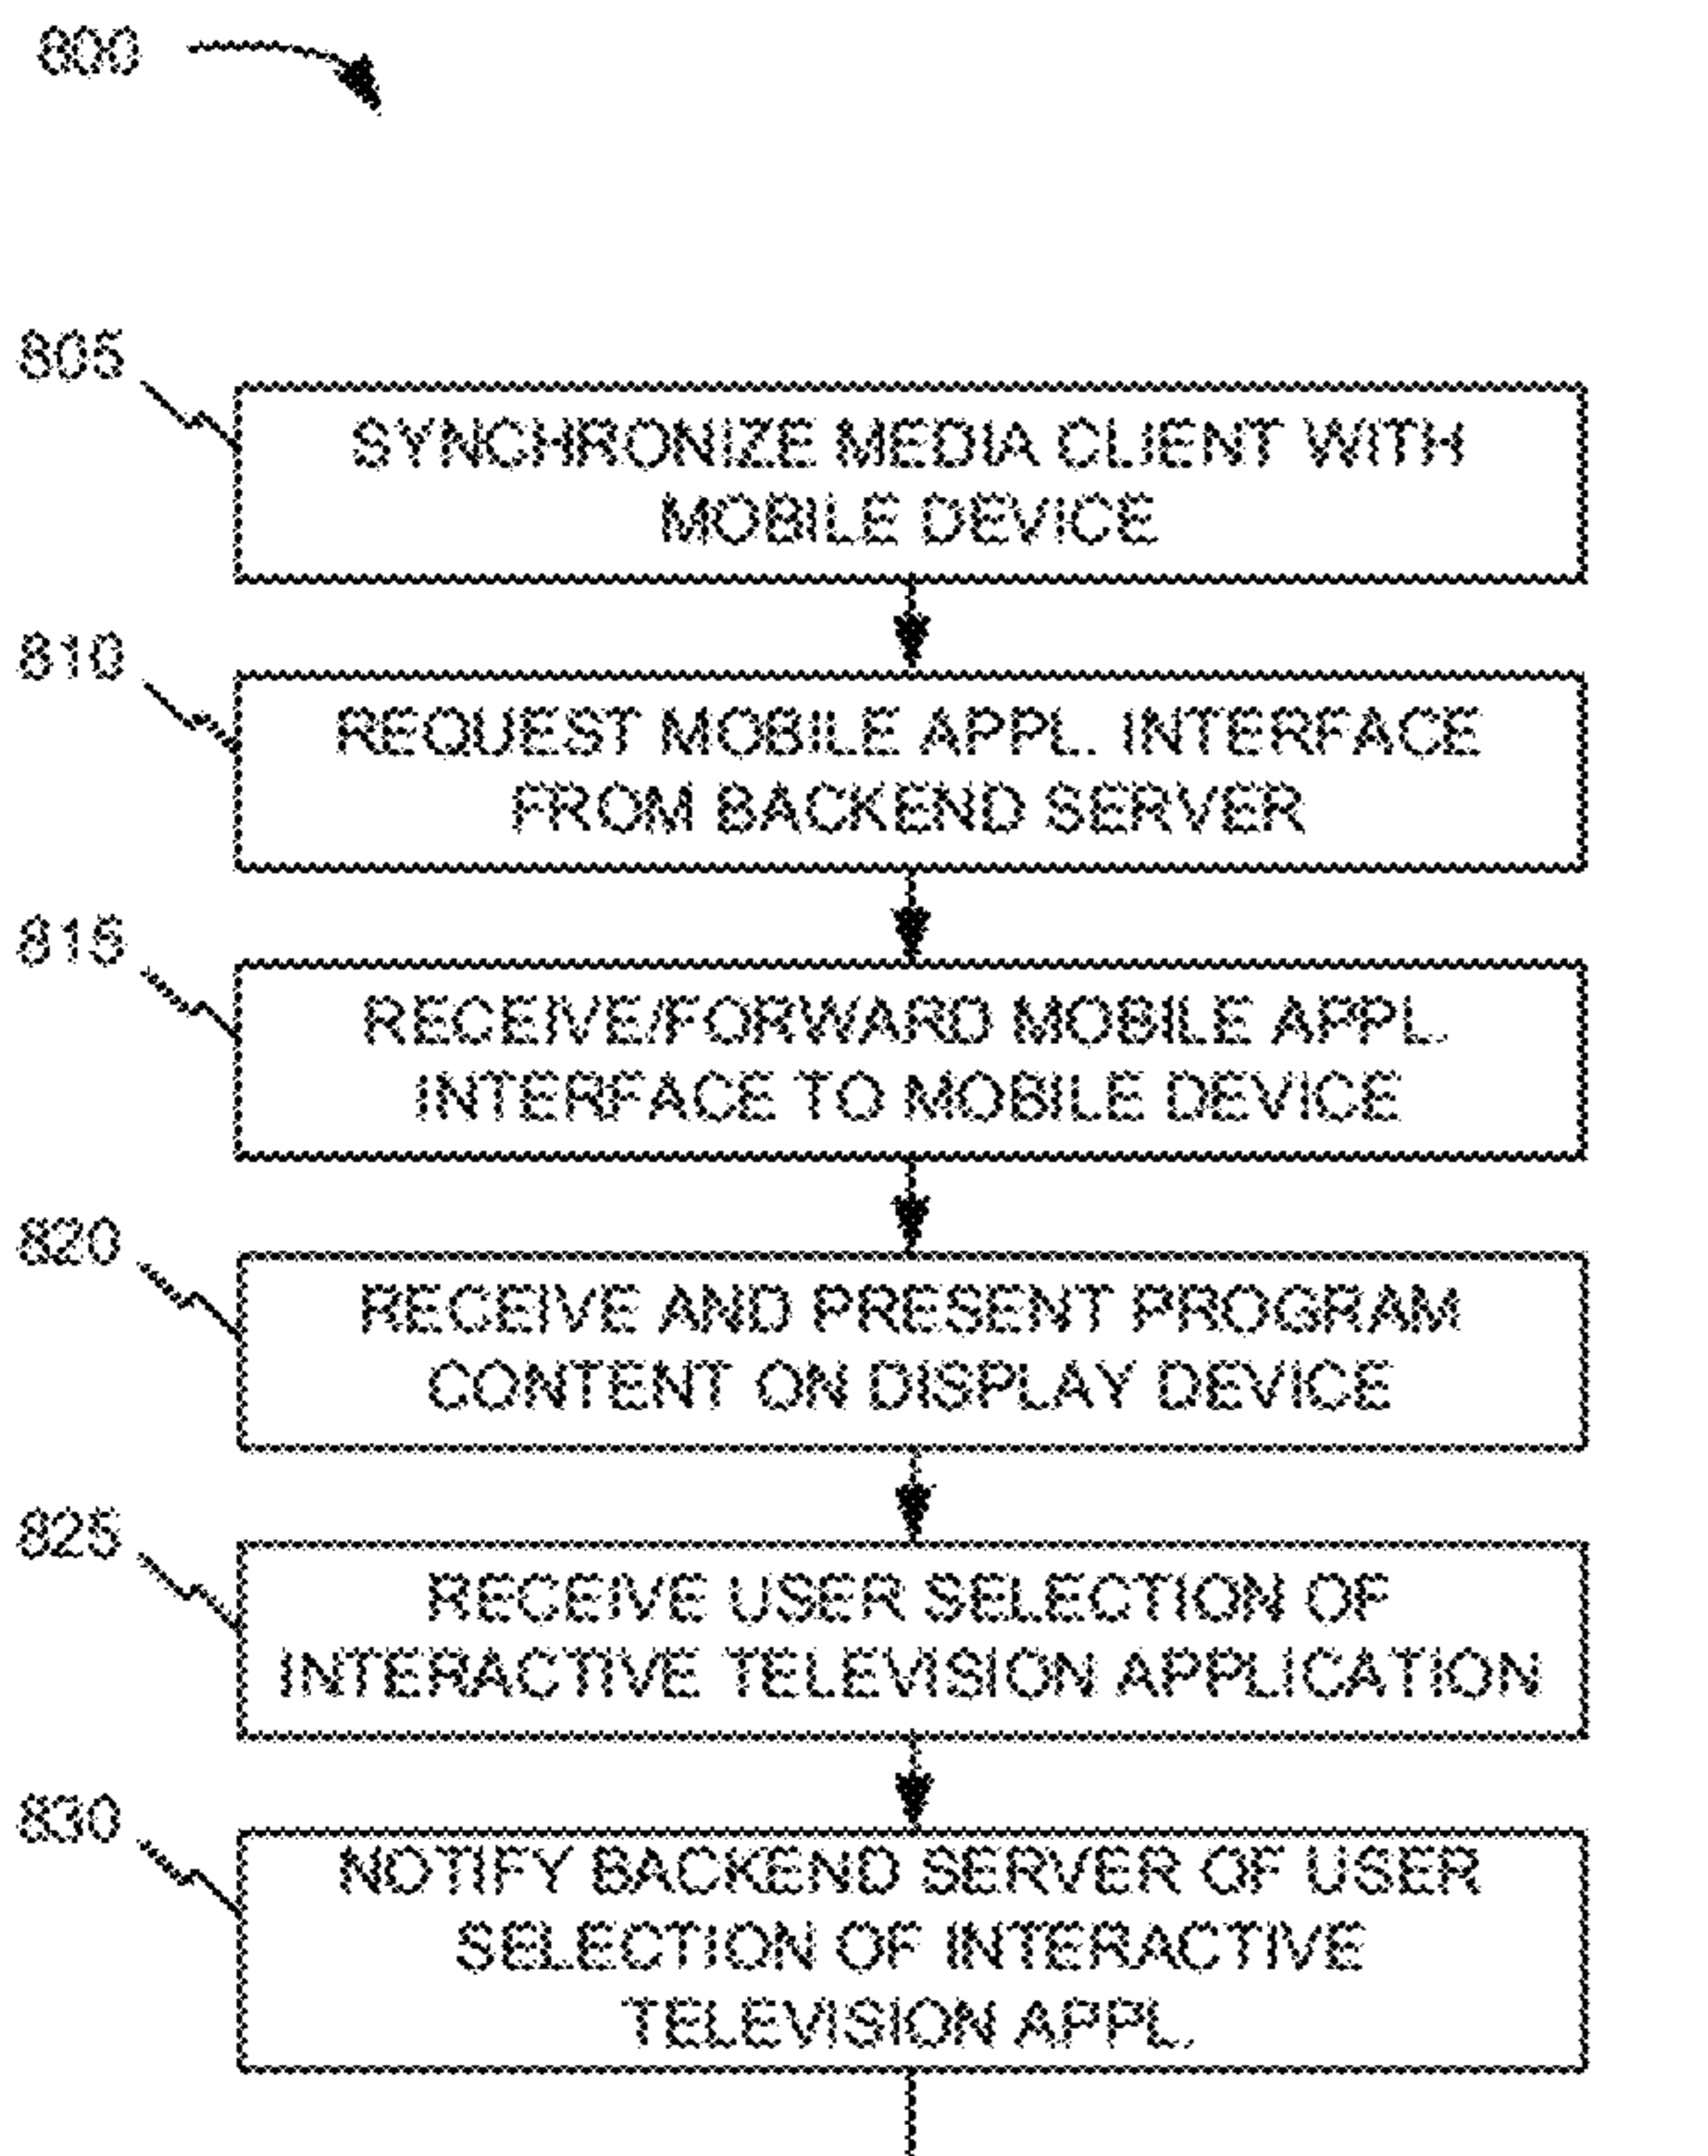 800
805
SYNCHRONIZE MEDIA CLIENT WITH
MOBILE DEVICE
810
REQUEST MOBILE APPL. INTERFACE
FROM BACKEND SERVER
815
RECEIVE/FORWARD MOBILE APPL.
INTERFACE TO MOBILE DEVICE
820
RECEIVE AND PRESENT PROGRAM
CONTENT ON DISPLAY DEVICE
825
RECEIVE USER SELECTION OF
INTERACTIVE TELEVISION APPLICATION
830
NOTIFY BACKEND SERVER OF USER
SELECTION OF INTERACTIVE
TELEVISION APPL.